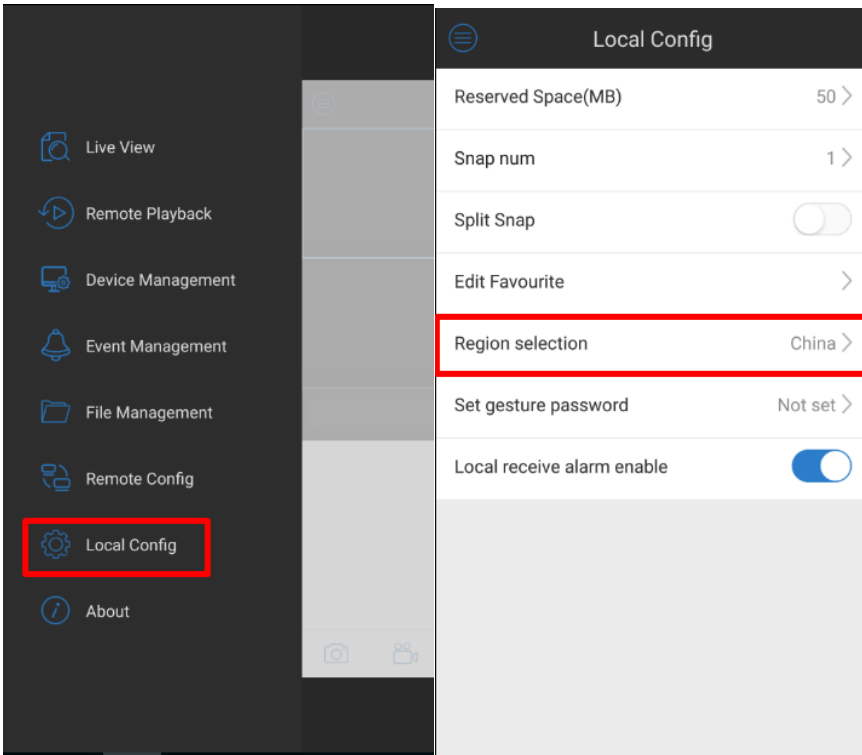 Live View
Remote Playback
Device Management
Event Management
File Management
Remote Config
Local Config
About
Local Config
Reserved Space(MB) 50
Snap num 1
Split Snap
Edit Favourite
Region selection China
Set gesture password Not set
Local receive alarm enable